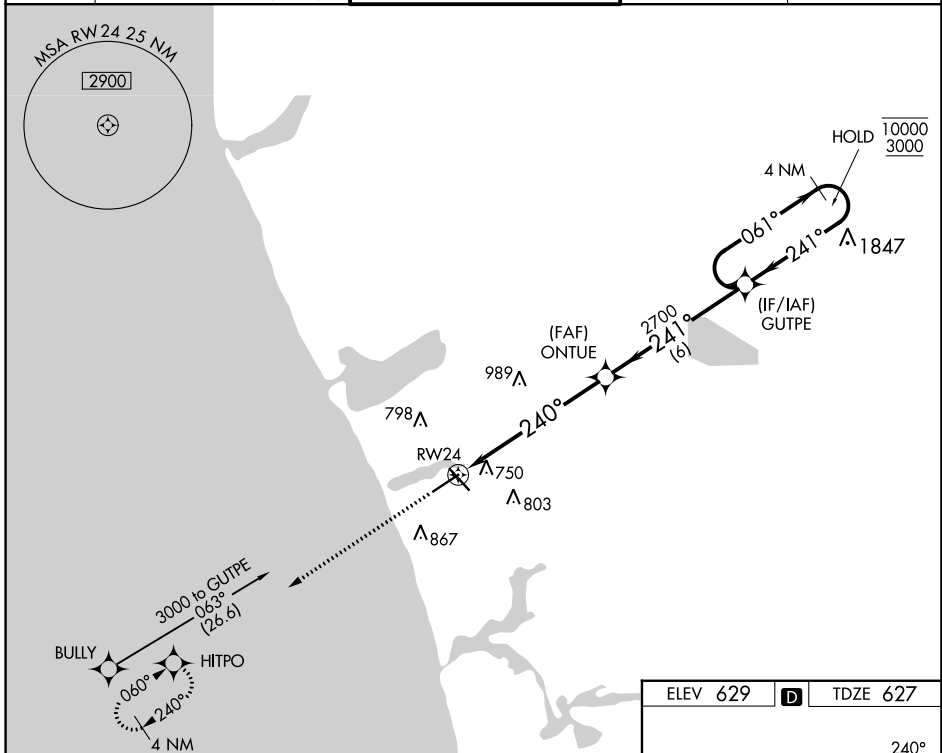 MSA RW24 25 NM
2900
HOLD
10000
3000
4 NM
061°
241°
1847
(IF/IAF)
GUTPE
2700
241°
(6)
(FAF)
ONTUE
989
240°
798
RW24
750
803
867
3000 to GUTPE
063°
(26.6)
BULLY
HITPO
060°
240°
4 NM
ELEV 629
D
TDZE 627
240°